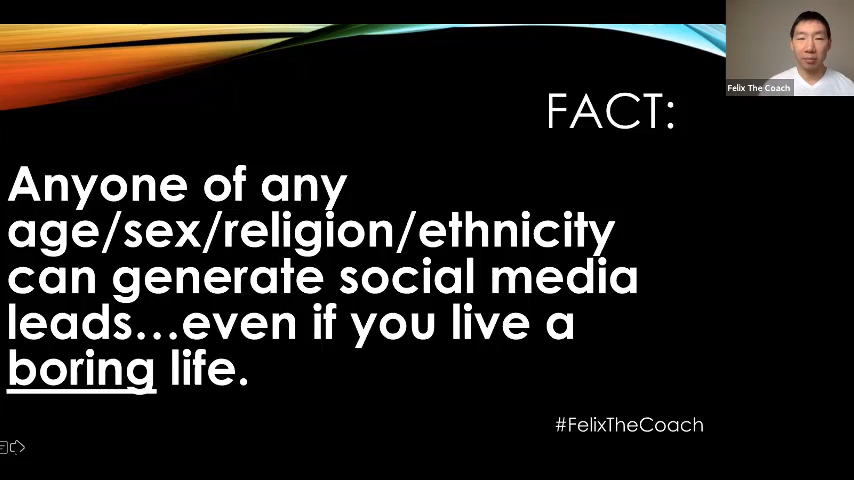 Felix The Coach
FACT:
Anyone of any
age/sex/religion/ethnicity
can generate social media
leads...even if you live a
boring life.
#FelixTheCoach